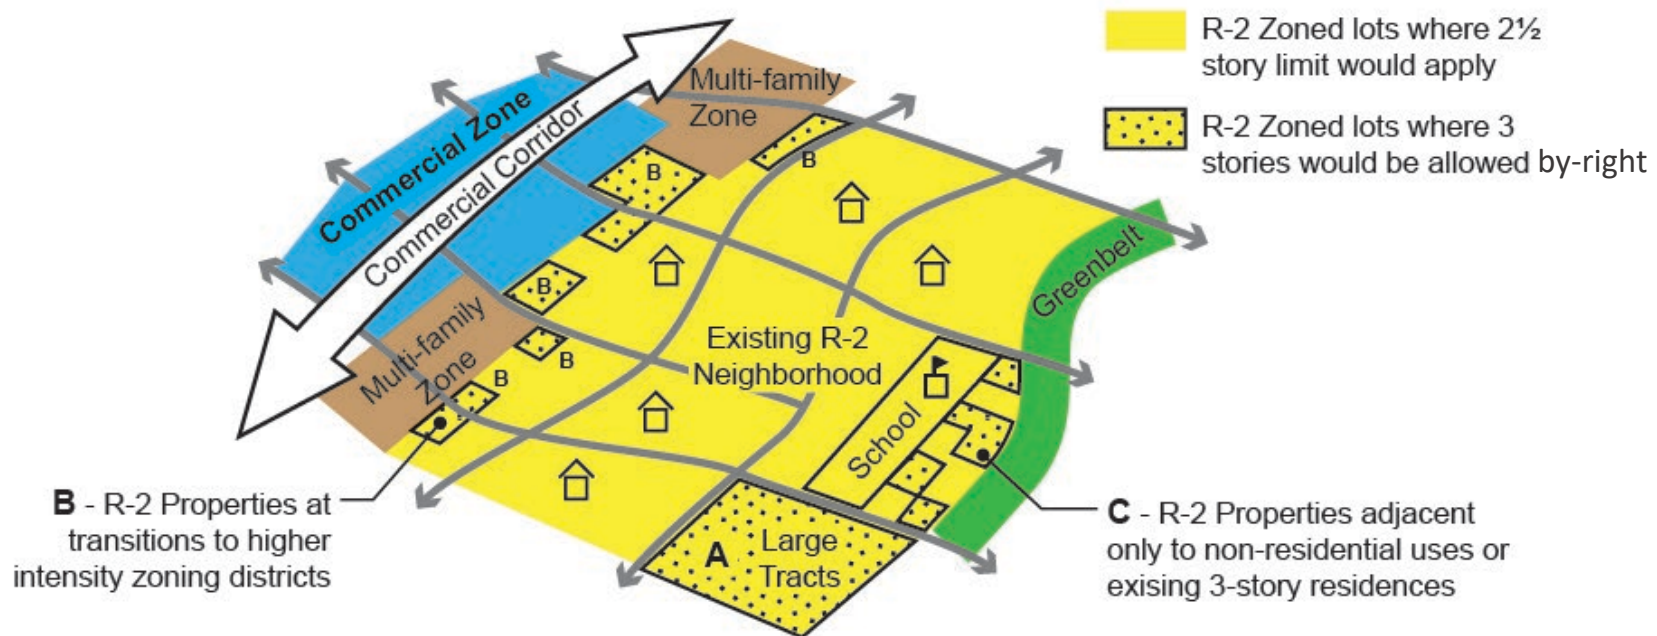 R-2 Zoned lots where 2½
story limit would apply
R-2 Zoned lots where 3
stories would be allowed by-right
Multi-family
Zone
Commercial Zone
Commercial Corridor
B
B
B
B
B
Multi-family
Zone
Greenbelt
Existing R-2
Neighborhood
School
A
Large
Tracts
B - R-2 Properties at
transitions to higher
intensity zoning districts
C - R-2 Properties adjacent
only to non-residential uses or
exising 3-story residences